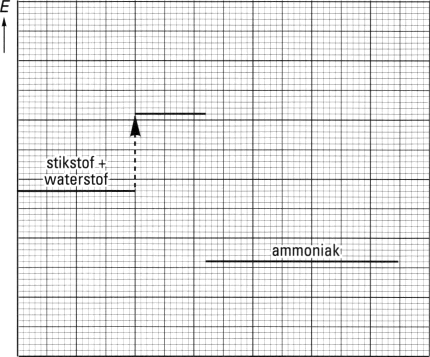 E
stikstof +
waterstof
ammoniak